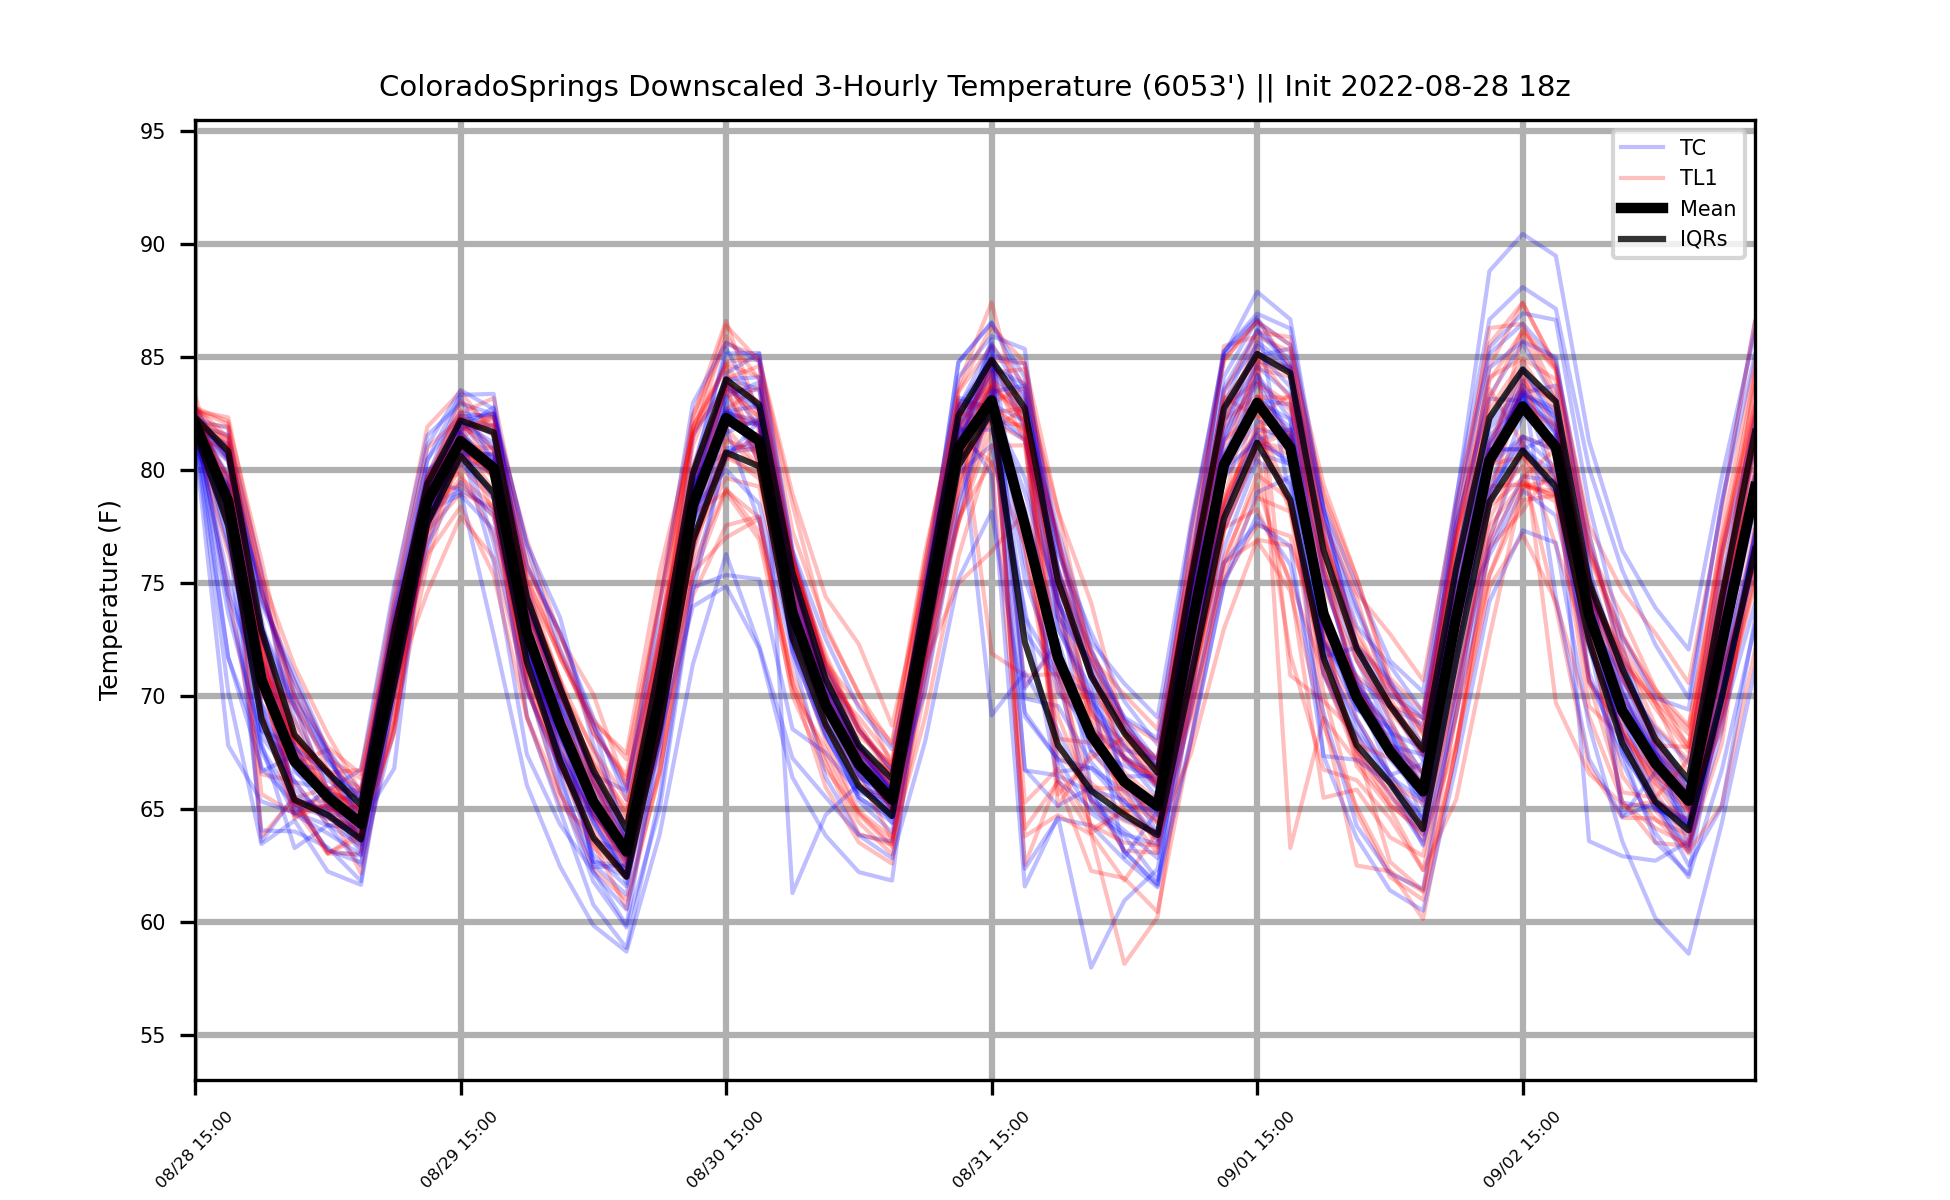 ColoradoSprings Downscaled 3-Hourly Temperature (6053') || Init 2022-08-28 18z
95
90
85
80
75
70
65
60
55
Temperature (F)
TC
TL1
Mean
IQRs
08/28 15:00
08/29 15:00
08/30 15:00
08/31 15:00
09/01 15:00
09/02 15:00